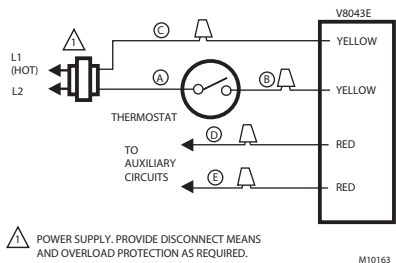 V8043E
1
C
YELLOW
L1
(HOT)
L2
A
B
YELLOW
THERMOSTAT
D
RED
TO
AUXILIARY
CIRCUITS
E
RED
1 POWER SUPPLY. PROVIDE DISCONNECT MEANS
AND OVERLOAD PROTECTION AS REQUIRED.
M10163